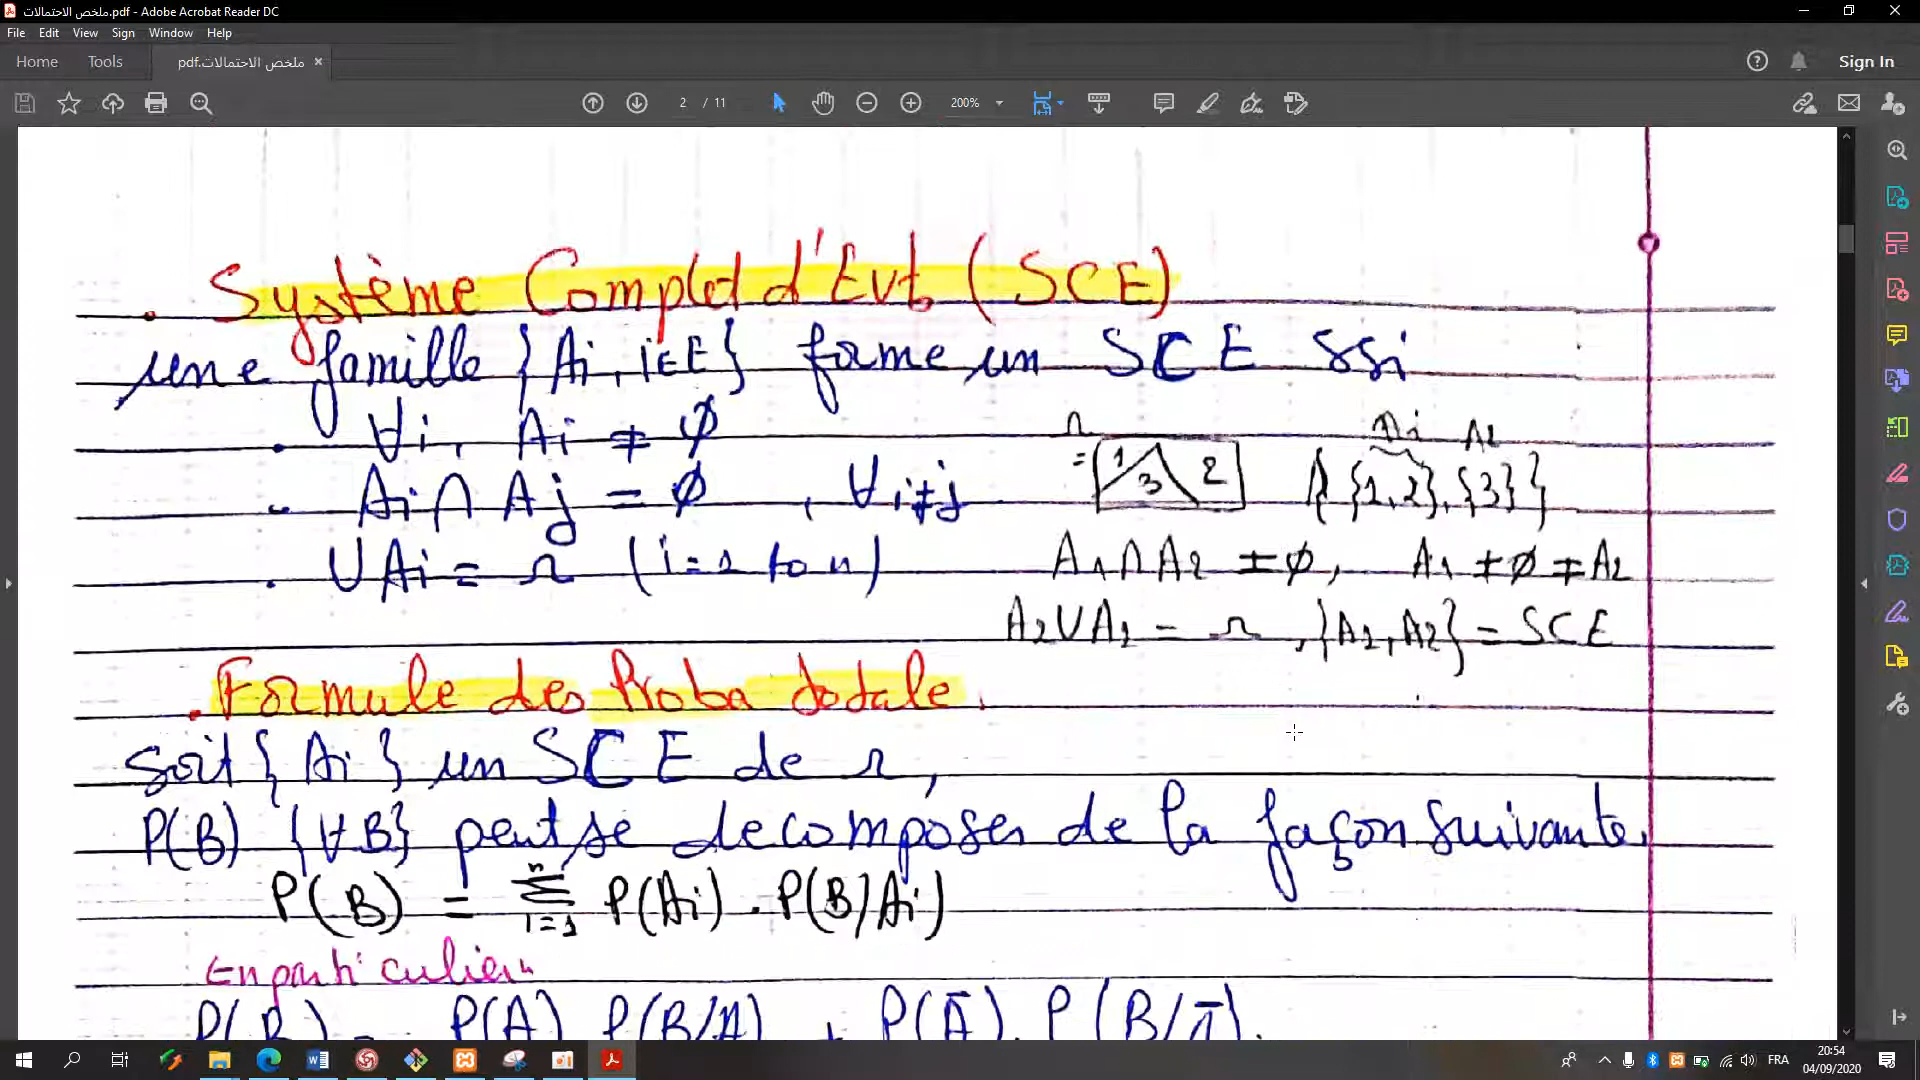 ملخص الاحتمالات.pdf - Adobe Acrobat Reader DC
File Edit View Sign Window Help
Home Tools ملخص الاحتمالات.pdf × Sign In
2 / 11 200%
. Système Complet d'Evt. (SCE)
une famille {Ai, i∈E} forme un SCE ssi
. ∀i, Ai ≠ ∅
. Ai ∩ Aj = ∅ , ∀i≠j
. ∪Ai = Ω (i=1 to n)
Ω = 1 3 2
A1 A2
{{1,2},{3}}
A1∩A2 = ∅, A1 ≠ ∅ ≠ A2
A2∪A1 = Ω, {A1, A2} = SCE
. Formule des Proba totale.
soit {Ai} un SCE de Ω,
P(B) {∀B} peut se decomposer de la façon suivante.
P(B) = ∑ⁿᵢ₌₁ P(Ai) . P(B/Ai)
En particulier
P(B) = P(A) P(B/A) + P(Ā). P(B/Ā).
FRA
20:54
04/09/2020